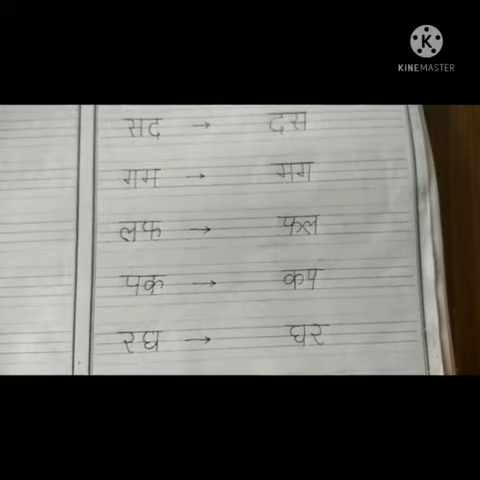 K
KINEMASTER
सद → दस
गम → मग
लफ → फल
पक → कप
रघ → घर